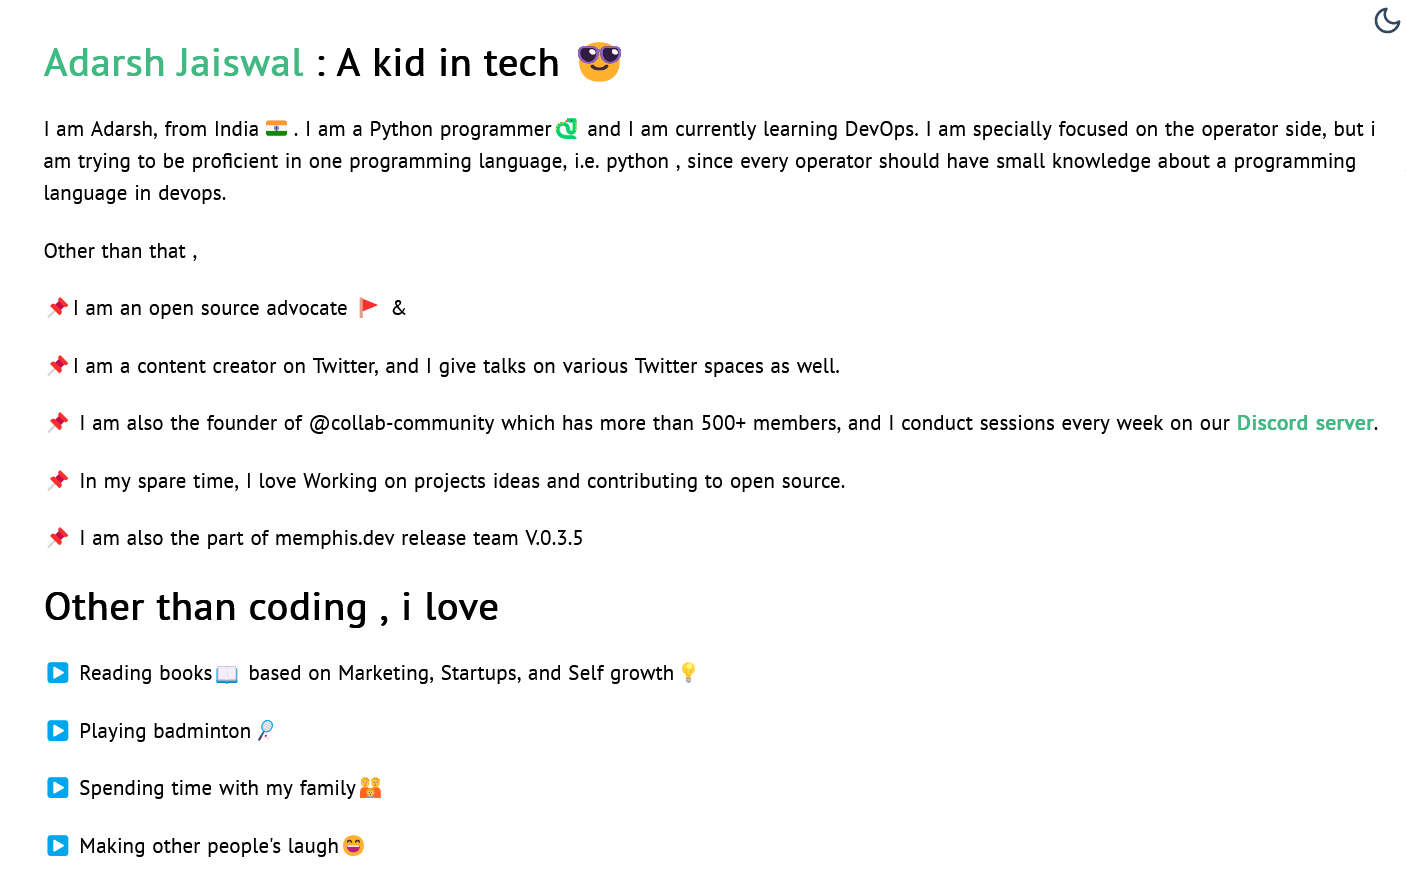 Adarsh Jaiswal : A kid in tech 😎
I am Adarsh, from India 🇮🇳 . I am a Python programmer🐍 and I am currently learning DevOps. I am specially focused on the operator side, but i
am trying to be proficient in one programming language, i.e. python , since every operator should have small knowledge about a programming
language in devops.
Other than that ,
📌I am an open source advocate 🚩 &
📌I am a content creator on Twitter, and I give talks on various Twitter spaces as well.
📌 I am also the founder of @collab-community which has more than 500+ members, and I conduct sessions every week on our Discord server.
📌 In my spare time, I love Working on projects ideas and contributing to open source.
📌 I am also the part of memphis.dev release team V.0.3.5
Other than coding , i love
▶️ Reading books📖 based on Marketing, Startups, and Self growth💡
▶️ Playing badminton🏸
▶️ Spending time with my family👪
▶️ Making other people's laugh😄